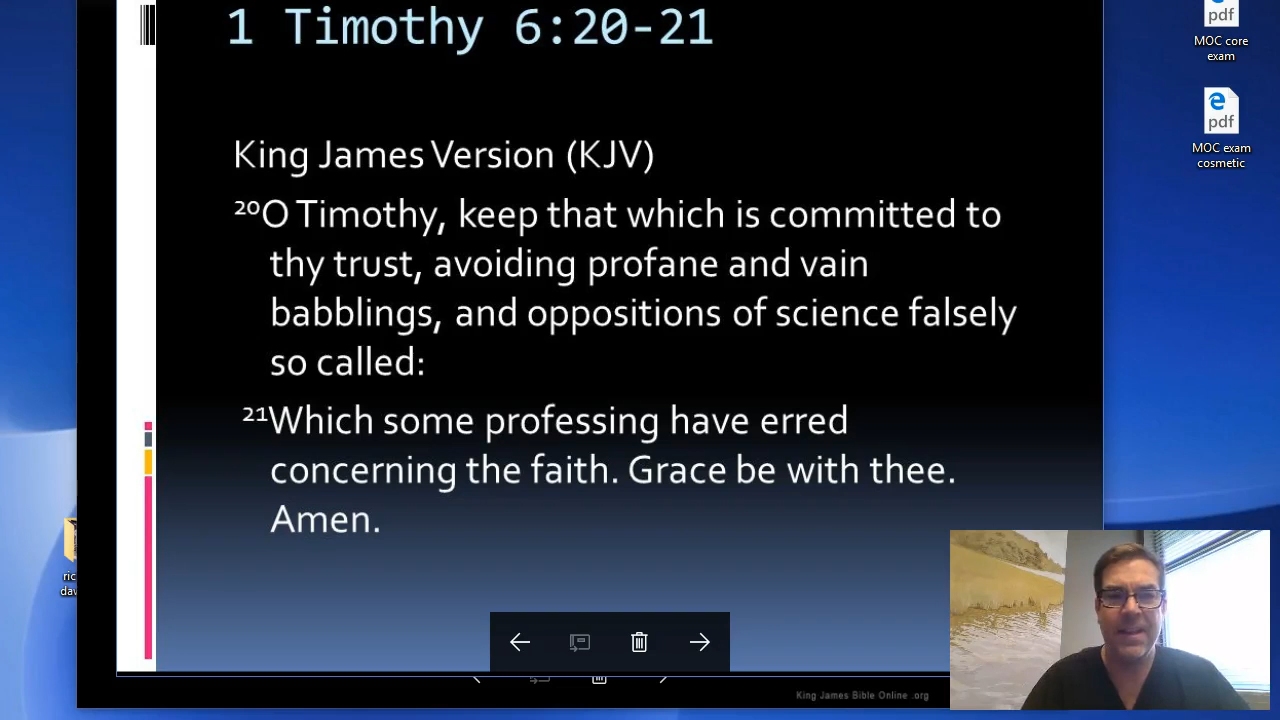 1 Timothy 6:20-21
pdf
MOC core
exam
pdf
MOC exam
cosmetic
King James Version (KJV)
20O Timothy, keep that which is committed to
thy trust, avoiding profane and vain
babblings, and oppositions of science falsely
so called:
21Which some professing have erred
concerning the faith. Grace be with thee.
Amen.
ric
daw
King James Bible Online .org